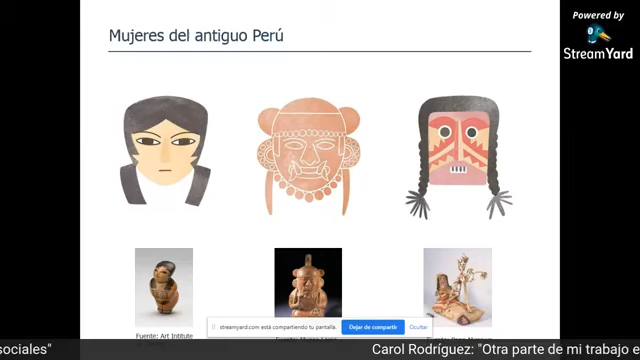 Mujeres del antiguo Perú
Powered by
StreamYard
streamyard.com está compartiendo tu pantalla.
Dejar de compartir
Ocultar
Fuente: Art Intitute
sociales"
Carol Rodríguez: "Otra parte de mi trabajo e